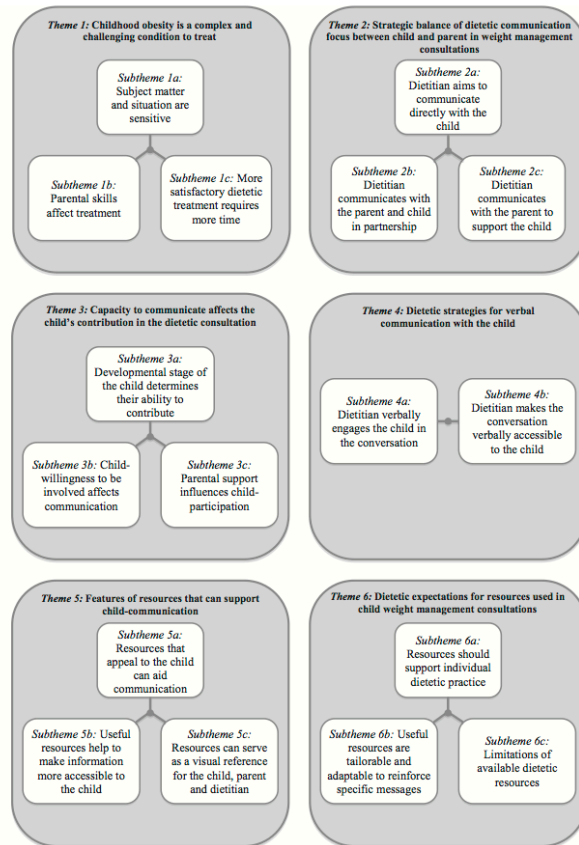 Theme 1: Childhood obesity is a complex and
challenging condition to treat
Subtheme 1a:
Subject matter
and situation are
sensitive
Subtheme 1b:
Parental skills
affect treatment
Subtheme 1c: More
satisfactory dietetic
treatment requires
more time
Theme 2: Strategic balance of dietetic communication
focus between child and parent in weight management
consultations
Subtheme 2a:
Dietitian aims to
communicate
directly with the
child
Subtheme 2b:
Dietitian
communicates with
the parent and child
in partnership
Subtheme 2c:
Dietitian
communicates
with the parent to
support the child
Theme 3: Capacity to communicate affects the
child’s contribution in the dietetic consultation
Subtheme 3a:
Developmental stage of
the child determines
their ability to
contribute
Subtheme 3b: Child-
willingness to be
involved affects
communication
Subtheme 3c:
Parental support
influences child-
participation
Theme 4: Dietetic strategies for verbal
communication with the child
Subtheme 4a:
Dietitian verbally
engages the child in
the conversation
Subtheme 4b:
Dietitian makes the
conversation
verbally accessible
to the child
Theme 5: Features of resources that can support
child-communication
Subtheme 5a:
Resources that
appeal to the child
can aid
communication
Subtheme 5b: Useful
resources help to
make information
more accessible to
the child
Subtheme 5c:
Resources can serve
as a visual reference
for the child, parent
and dietitian
Theme 6: Dietetic expectations for resources used in
child weight management consultations
Subtheme 6a:
Resources should
support individual
dietetic practice
Subtheme 6b: Useful
resources are
tailorable and
adaptable to reinforce
specific messages
Subtheme 6c:
Limitations of
available dietetic
resources